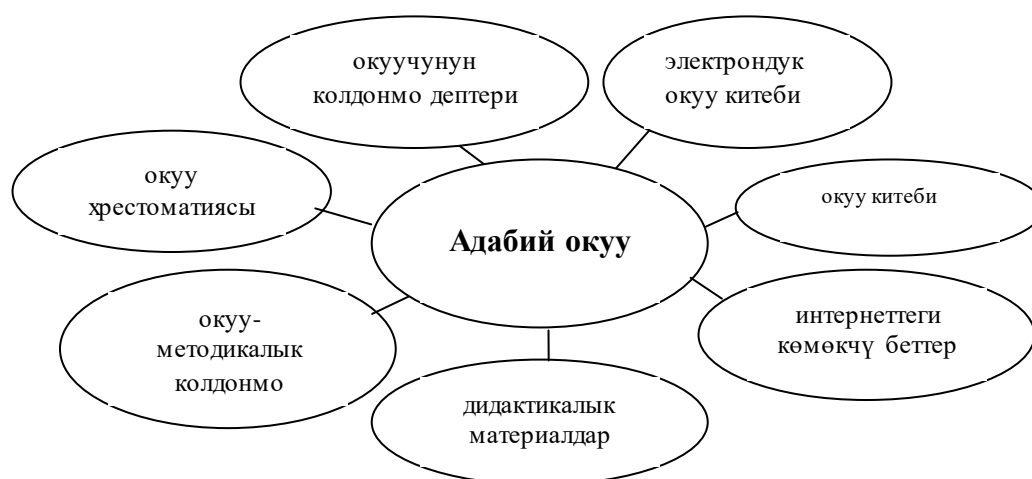 окуучунун
колдонмо дептери
электрондук
окуу китеби
окуу
хрестоматиясы
окуу китеби
Адабий окуу
окуу-
методикалык
колдонмо
интернеттеги
көмөкчү беттер
дидактикалык
материалдар